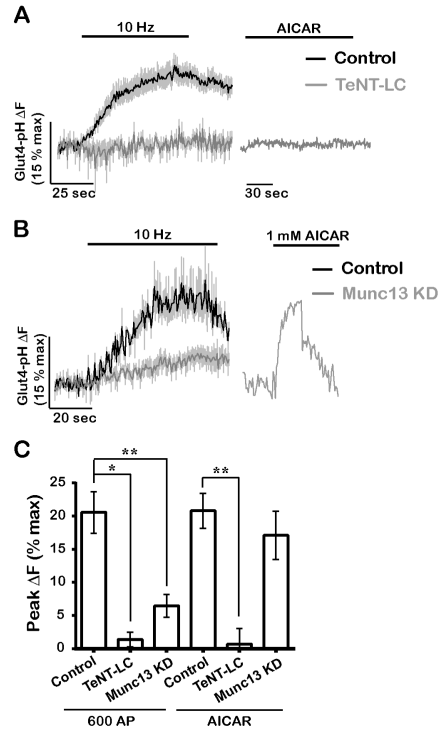 A
10 Hz
AICAR
Control
TeNT-LC
Glut4-pH ΔF
(15 % max)
25 sec
30 sec
B
10 Hz
1 mM AICAR
Control
Munc13 KD
Glut4-pH ΔF
(15 % max)
20 sec
C
Peak ΔF (% max)
25
20
15
10
5
0
**
*
**
Control
TeNT-LC
Munc13 KD
Control
TeNT-LC
Munc13 KD
600 AP
AICAR